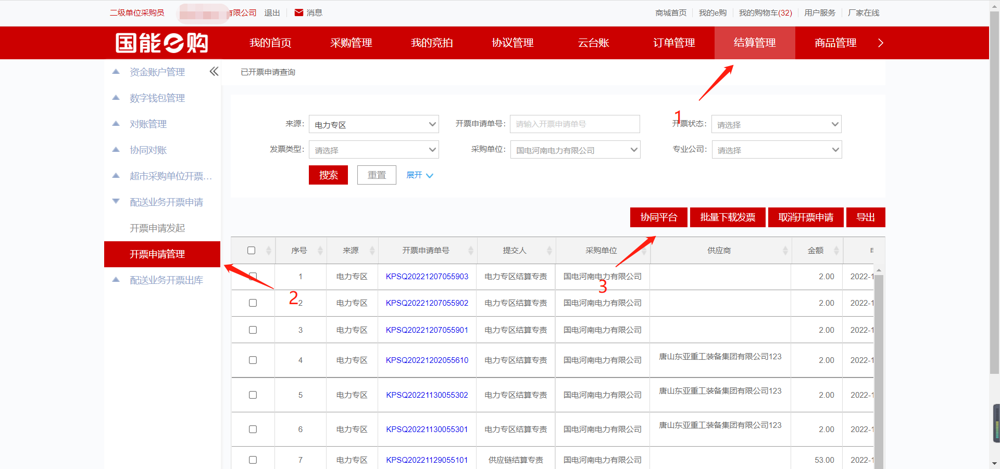 二级单位采购员 有限公司 退出 消息 商城首页 我的e购 我的购物车(32) 用户服务 厂家在线
国能e购 我的首页 采购管理 我的竞拍 协议管理 云台账 订单管理 结算管理 商品管理
资金账户管理
数字钱包管理
对账管理
协同对账
超市采购单位开票…
配送业务开票申请
开票申请发起
开票申请管理
配送业务开票出库
已开票申请查询
1
来源： 电力专区 开票申请单号： 请输入开票申请单号 开票状态： 请选择
发票类型： 请选择 采购单位： 国电河南电力有限公司 专业公司： 请选择
搜索 重置 展开
协同平台 批量下载发票 取消开票申请 导出
序号 来源 开票申请单号 提交人 采购单位 供应商 金额
1 电力专区 KPSQ20221207055903 电力专区结算专责 国电河南电力有限公司 2.00 2022-1
2 3
2 电力专区 KPSQ20221207055902 电力专区结算专责 国电河南电力有限公司 2.00 2022-1
3 电力专区 KPSQ20221207055901 电力专区结算专责 国电河南电力有限公司 2.00 2022-1
4 电力专区 KPSQ20221202055610 电力专区结算专责 国电河南电力有限公司 唐山东亚重工装备集团有限公司123 2.00 2022-1
5 电力专区 KPSQ20221130055302 电力专区结算专责 国电河南电力有限公司 唐山东亚重工装备集团有限公司123 2.00 2022-1
6 电力专区 KPSQ20221130055301 电力专区结算专责 国电河南电力有限公司 唐山东亚重工装备集团有限公司123 2.00 2022-1
7 电力专区 KPSQ20221129055101 供应链结算专责 国电河南电力有限公司 53.00 2022-1